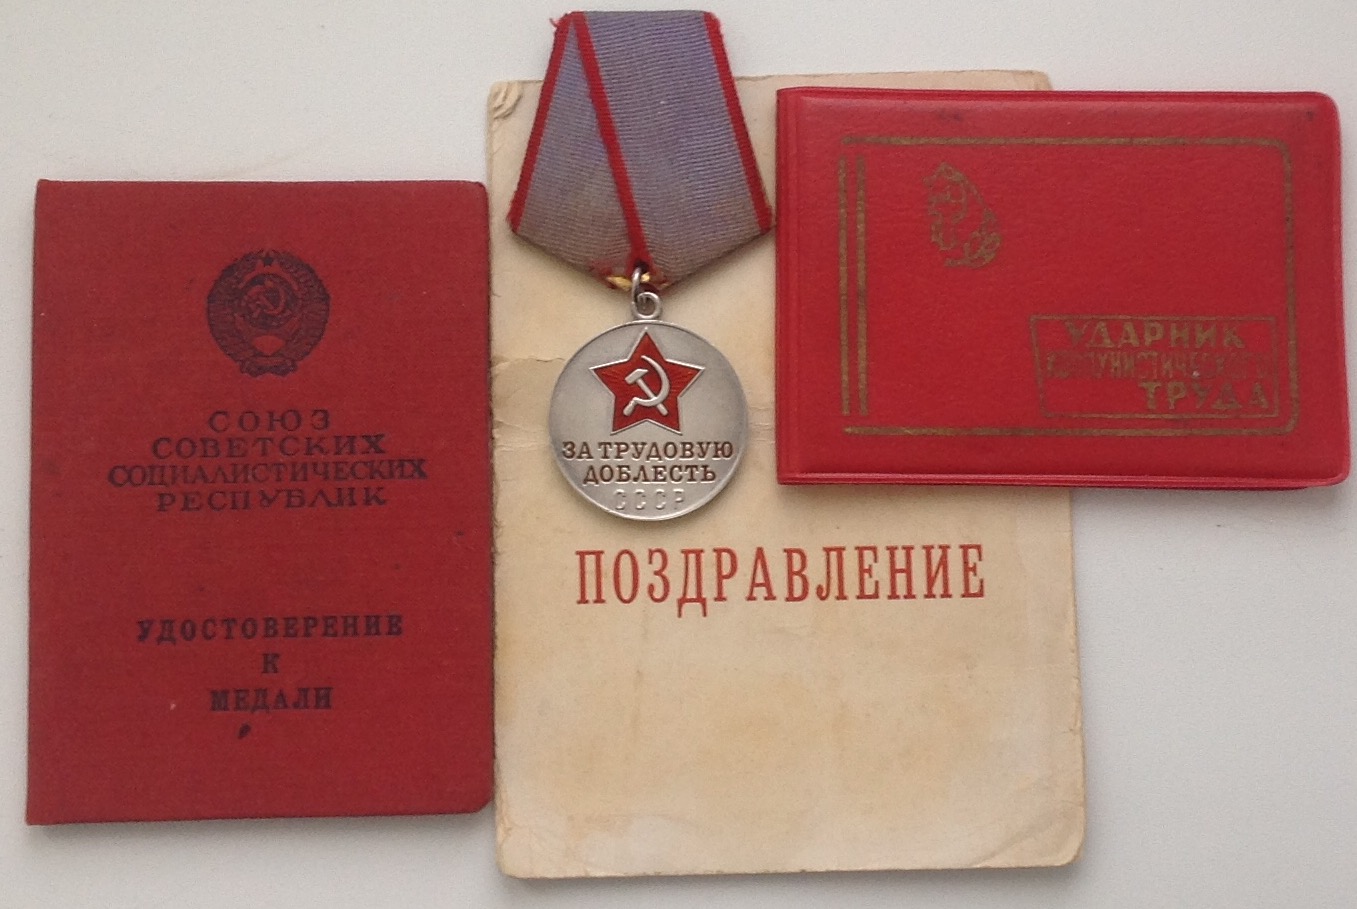 СОЮЗ
СОВЕТСКИХ
СОЦИАЛИСТИЧЕСКИХ
РЕСПУБЛИК
УДОСТОВЕРЕНИЕ
К
МЕДАЛИ
ЗА ТРУДОВУЮ
ДОБЛЕСТЬ
СССР
ПОЗДРАВЛЕНИЕ
УДАРНИК
КОММУНИСТИЧЕСКОГО
ТРУДА